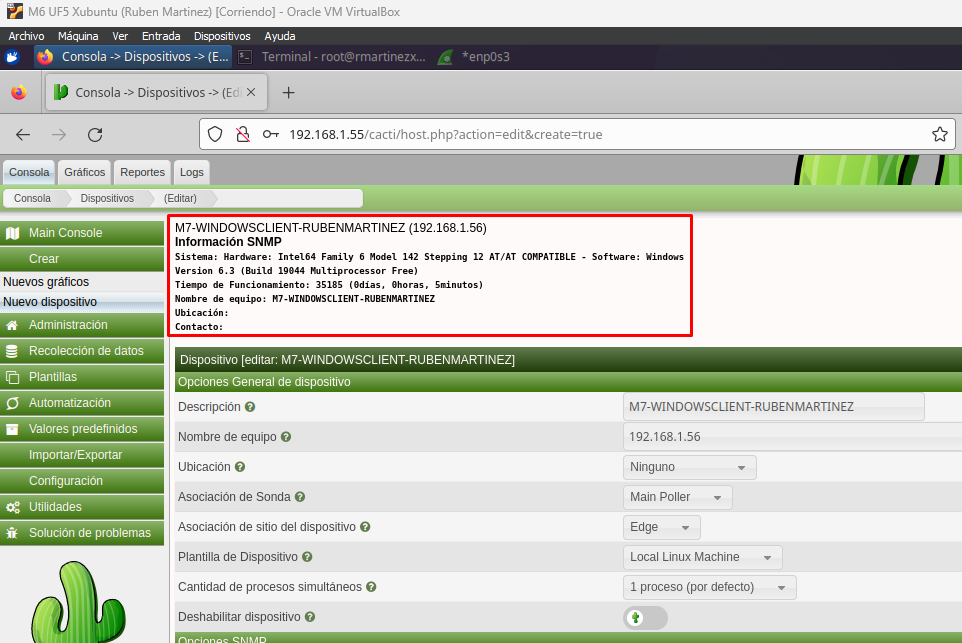 M6 UF5 Xubuntu (Ruben Martinez) [Corriendo] - Oracle VM VirtualBox
Archivo Máquina Ver Entrada Dispositivos Ayuda
Consola -> Dispositivos -> (E... Terminal - root@rmartinezx... *enp0s3
Consola -> Dispositivos -> (Edi
192.168.1.55/cacti/host.php?action=edit&create=true
Consola Gráficos Reportes Logs
Consola Dispositivos (Editar)
Main Console
Crear
Nuevos gráficos
Nuevo dispositivo
Administración
Recolección de datos
Plantillas
Automatización
Valores predefinidos
Importar/Exportar
Configuración
Utilidades
Solución de problemas
M7-WINDOWSCLIENT-RUBENMARTINEZ (192.168.1.56)
Información SNMP
Sistema: Hardware: Intel64 Family 6 Model 142 Stepping 12 AT/AT COMPATIBLE - Software: Windows
Version 6.3 (Build 19044 Multiprocessor Free)
Tiempo de Funcionamiento: 35185 (0días, 0horas, 5minutos)
Nombre de equipo: M7-WINDOWSCLIENT-RUBENMARTINEZ
Ubicación:
Contacto:
Dispositivo [editar: M7-WINDOWSCLIENT-RUBENMARTINEZ]
Opciones General de dispositivo
Descripción M7-WINDOWSCLIENT-RUBENMARTINEZ
Nombre de equipo 192.168.1.56
Ubicación Ninguno
Asociación de Sonda Main Poller
Asociación de sitio del dispositivo Edge
Plantilla de Dispositivo Local Linux Machine
Cantidad de procesos simultáneos 1 proceso (por defecto)
Deshabilitar dispositivo
Opciones SNMP